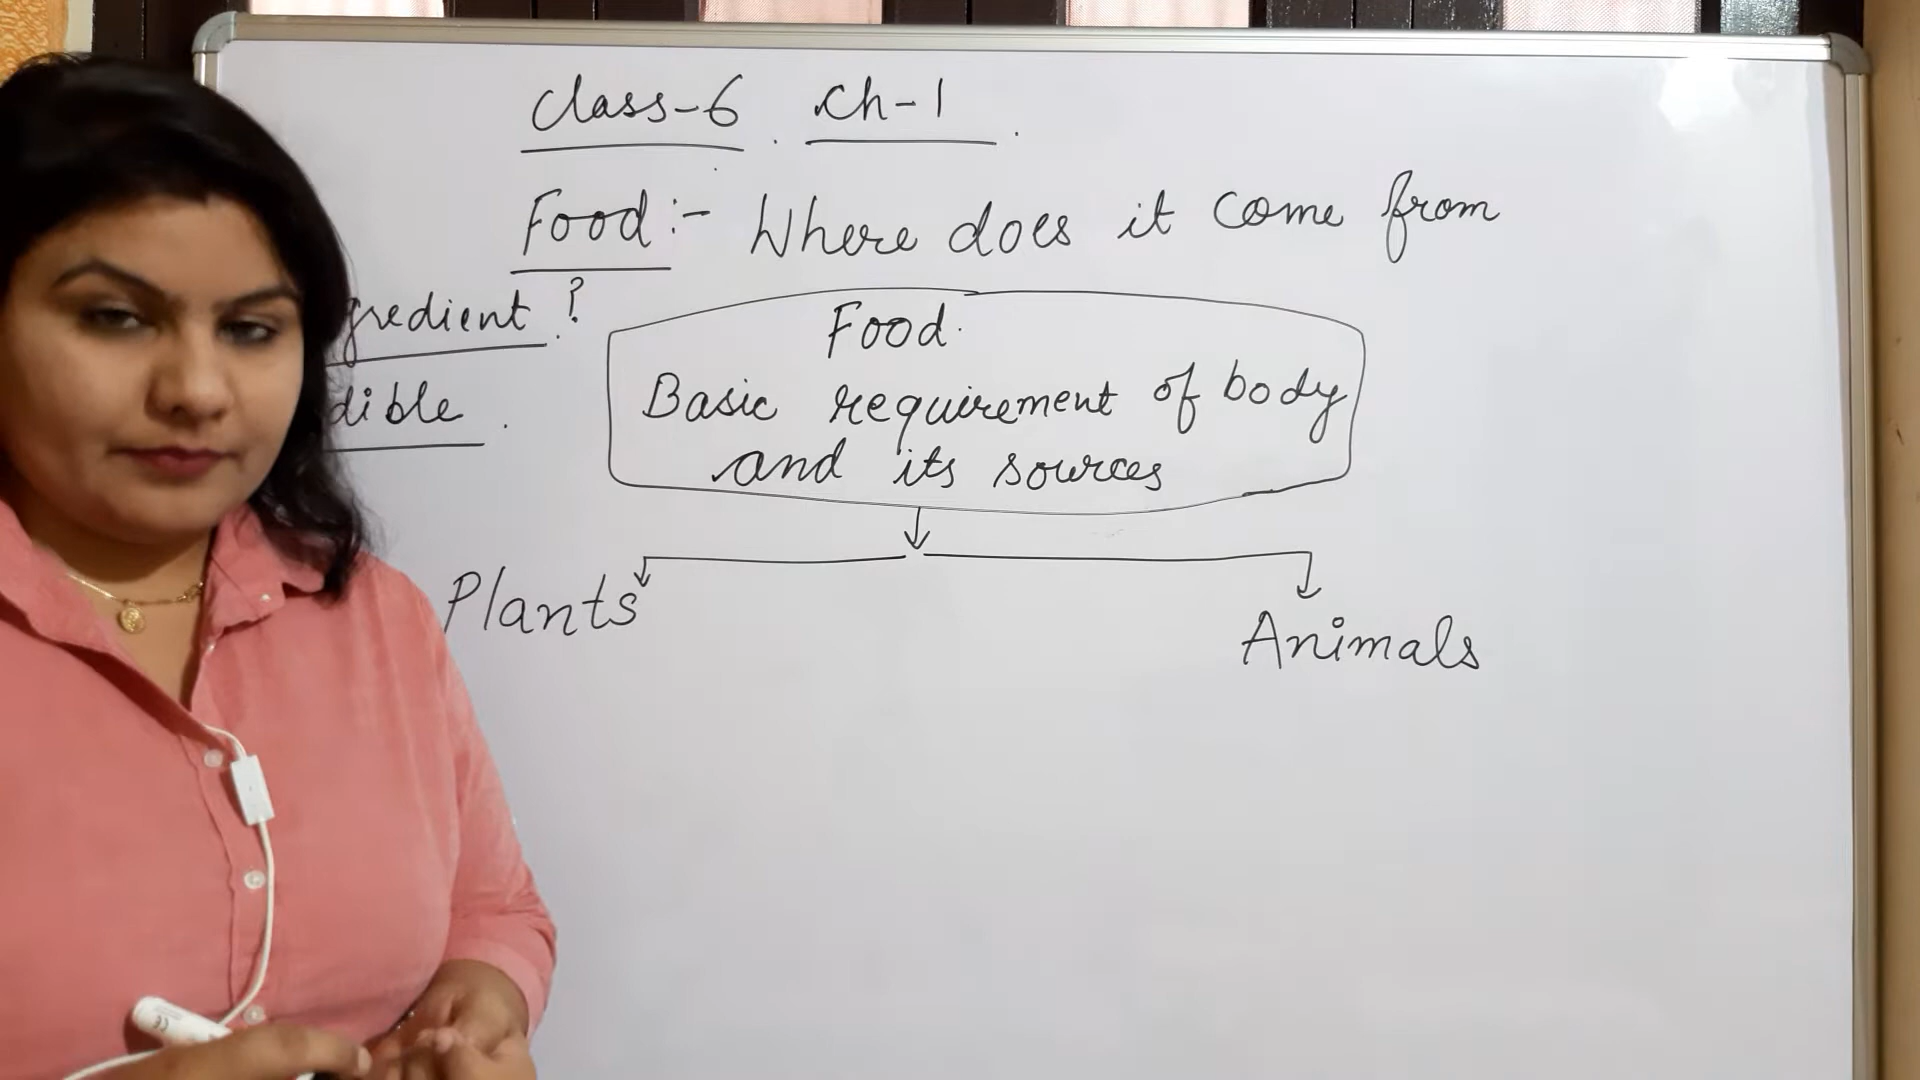 Class-6 Ch-1
Food:- Where does it come from
gredient ?
dible
Food
Basic requirement of body
and its sources
Plants
Animals